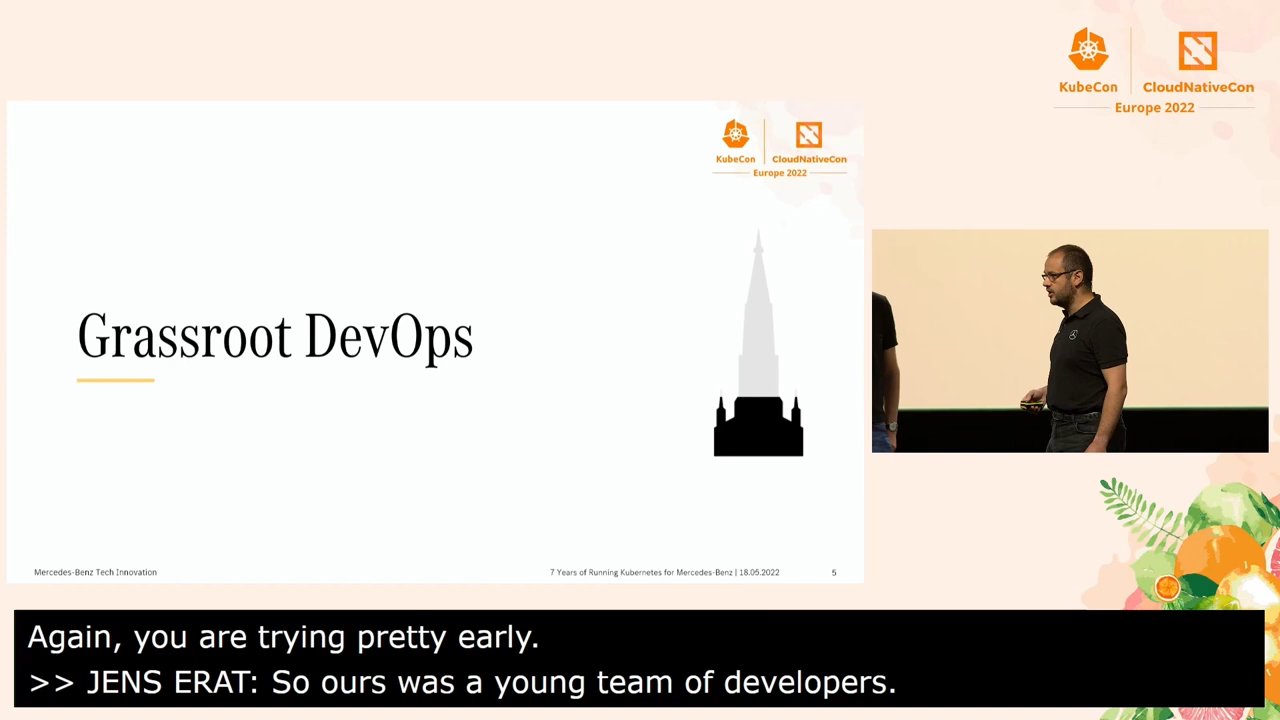 KubeCon
CloudNativeCon
Europe 2022
KubeCon
CloudNativeCon
Europe 2022
Grassroot DevOps
Mercedes-Benz Tech Innovation
7 Years of Running Kubernetes for Mercedes-Benz | 18.05.2022
5
Again, you are trying pretty early.
>> JENS ERAT: So ours was a young team of developers.